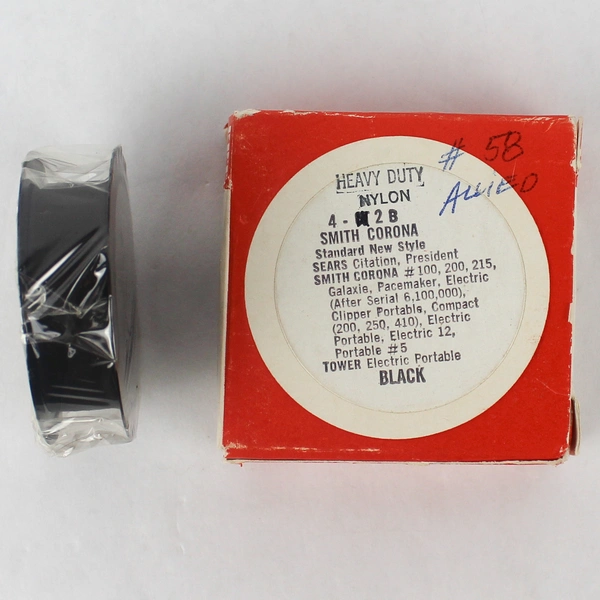 # 58
ALLIED
HEAVY DUTY
NYLON
4 - 2 B
SMITH CORONA
Standard New Style
SEARS Citation, President
SMITH CORONA #100, 200, 215,
Galaxie, Pacemaker, Electric
(After Serial 6,100,000),
Clipper Portable, Compact
(200, 250, 410), Electric
Portable, Electric 12,
Portable #5
TOWER Electric Portable
BLACK